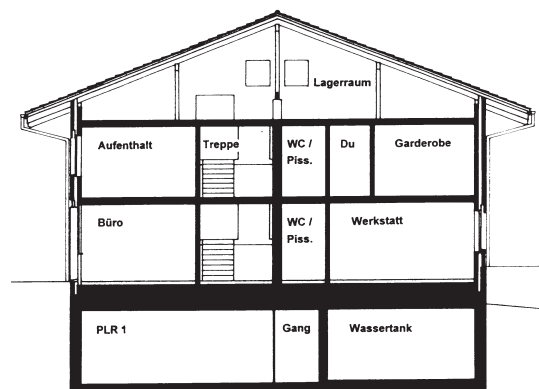 Lagerraum
Aufenthalt
Treppe
WC /
Piss.
Du
Garderobe
Büro
WC /
Piss.
Werkstatt
PLR 1
Gang
Wassertank